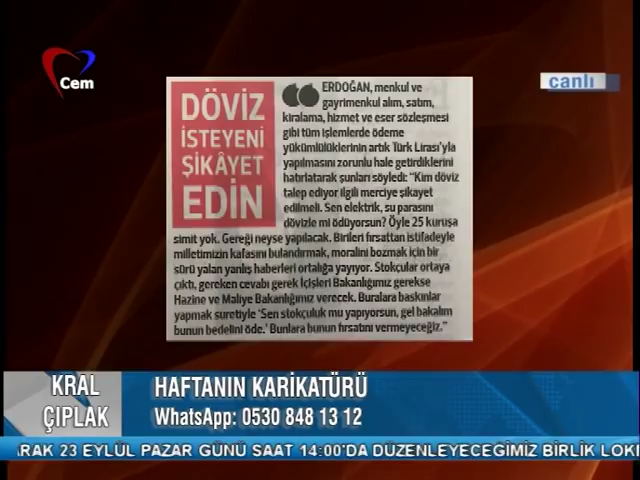 Cem
canlı
DÖVİZ
İSTEYENİ
ŞİKÂYET
EDİN
ERDOĞAN, menkul ve
gayrimenkul alım, satım,
kiralama, hizmet ve eser sözleşmesi
gibi tüm işlemlerde ödeme
yükümlülüklerinin artık Türk Lirası'yla
yapılmasını zorunlu hale getirdiklerini
hatırlatarak şunları söyledi: “Kim döviz
talep ediyor ilgili merciye şikayet
edilmeli. Sen elektrik, su parasını
dövizle mi ödüyorsun? Öyle 25 kuruşa
simit yok. Gereği neyse yapılacak. Birileri fırsattan istifadeyle
milletimizin kafasını bulandırmak, moralini bozmak için bir
sürü yalan yanlış haberleri ortalığa yayıyor. Stokçular ortaya
çıktı, gereken cevabı gerek İçişleri Bakanlığımız gerekse
Hazine ve Maliye Bakanlığımız verecek. Buralara baskınlar
yapmak suretiyle ‘Sen stokçuluk mu yapıyorsun, gel bakalım
bunun bedelini öde.’ Bunlara bunun fırsatını vermeyeceğiz.”
KRAL
ÇIPLAK
HAFTANIN KARİKATÜRÜ
WhatsApp: 0530 848 13 12
ARAK 23 EYLÜL PAZAR GÜNÜ SAAT 14:00'DA DÜZENLEYECEĞİMİZ BİRLİK LOKI